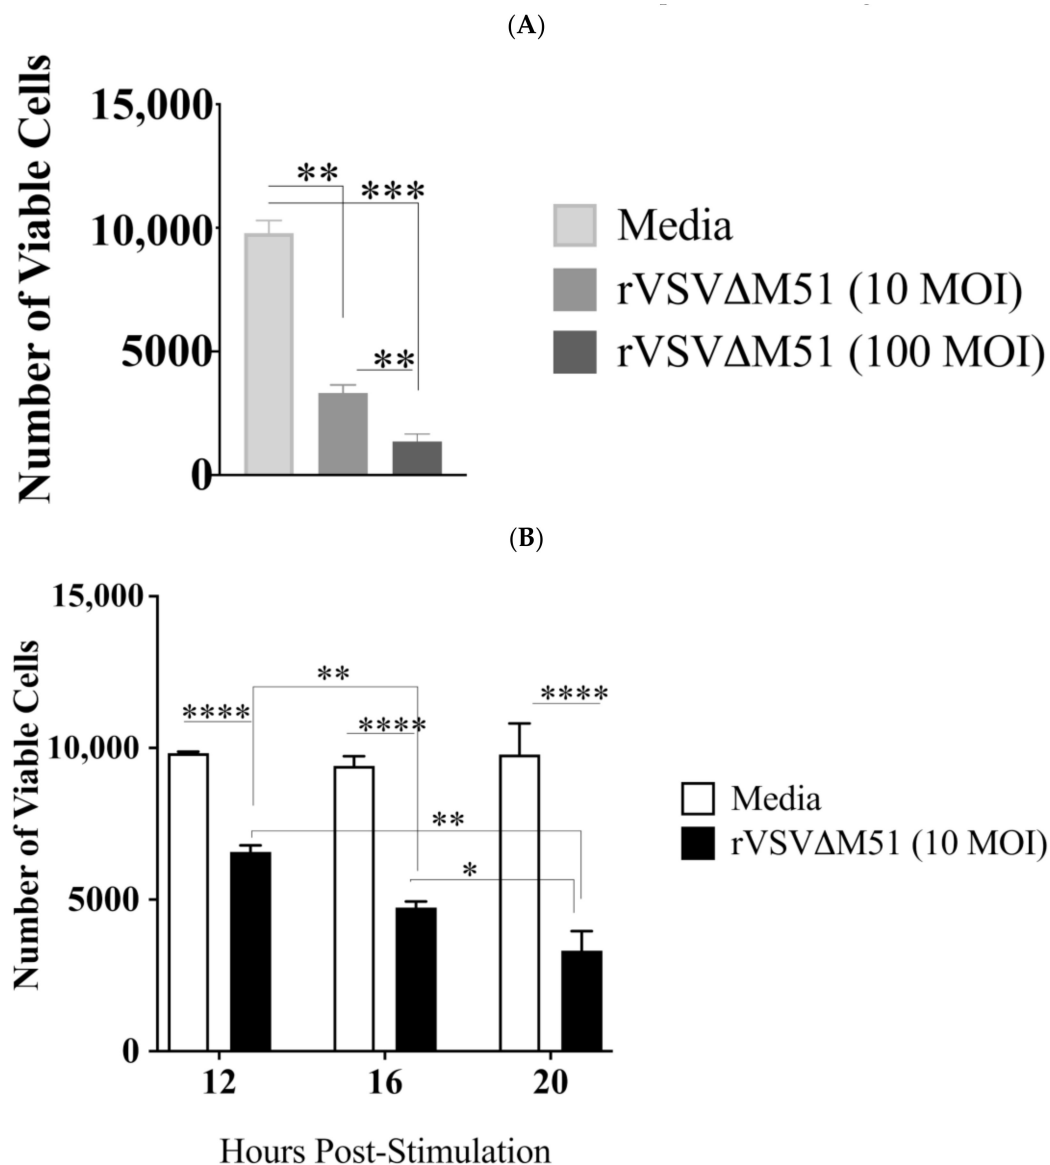 (A)
Number of Viable Cells
15,000
10,000
5000
0
**
***
**
Media
rVSVΔM51 (10 MOI)
rVSVΔM51 (100 MOI)
(B)
Number of Viable Cells
15,000
10,000
5000
0
**
****
****
****
**
*
Media
rVSVΔM51 (10 MOI)
12 16 20
Hours Post-Stimulation